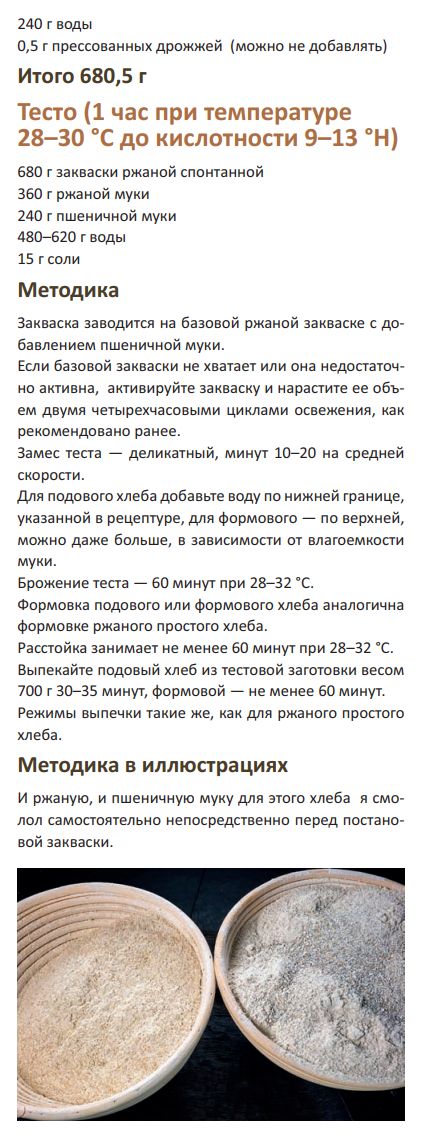 240 г воды
0,5 г прессованных дрожжей (можно не добавлять)
Итого 680,5 г
Тесто (1 час при температуре
28–30 °С до кислотности 9–13 °Н)
680 г закваски ржаной спонтанной
360 г ржаной муки
240 г пшеничной муки
480–620 г воды
15 г соли
Методика
Закваска заводится на базовой ржаной закваске с до-
бавлением пшеничной муки.
Если базовой закваски не хватает или она недостаточ-
но активна, активируйте закваску и нарастите ее объ-
ем двумя четырехчасовыми циклами освежения, как
рекомендовано ранее.
Замес теста — деликатный, минут 10–20 на средней
скорости.
Для подового хлеба добавьте воду по нижней границе,
указанной в рецептуре, для формового — по верхней,
можно даже больше, в зависимости от влагоемкости
муки.
Брожение теста — 60 минут при 28–32 °С.
Формовка подового или формового хлеба аналогична
формовке ржаного простого хлеба.
Расстойка занимает не менее 60 минут при 28–32 °С.
Выпекайте подовый хлеб из тестовой заготовки весом
700 г 30–35 минут, формовой — не менее 60 минут.
Режимы выпечки такие же, как для ржаного простого
хлеба.
Методика в иллюстрациях
И ржаную, и пшеничную муку для этого хлеба я смо-
лол самостоятельно непосредственно перед постано-
вой закваски.